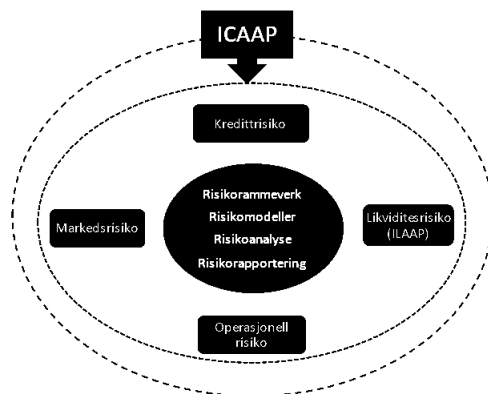 ICAAP
Kredittrisiko
Risikorammeverk
Risikomodeller
Risikoanalyse
Risikorapportering
Markedsrisiko
Likviditesrisiko
(ILAAP)
Operasjonell
risiko